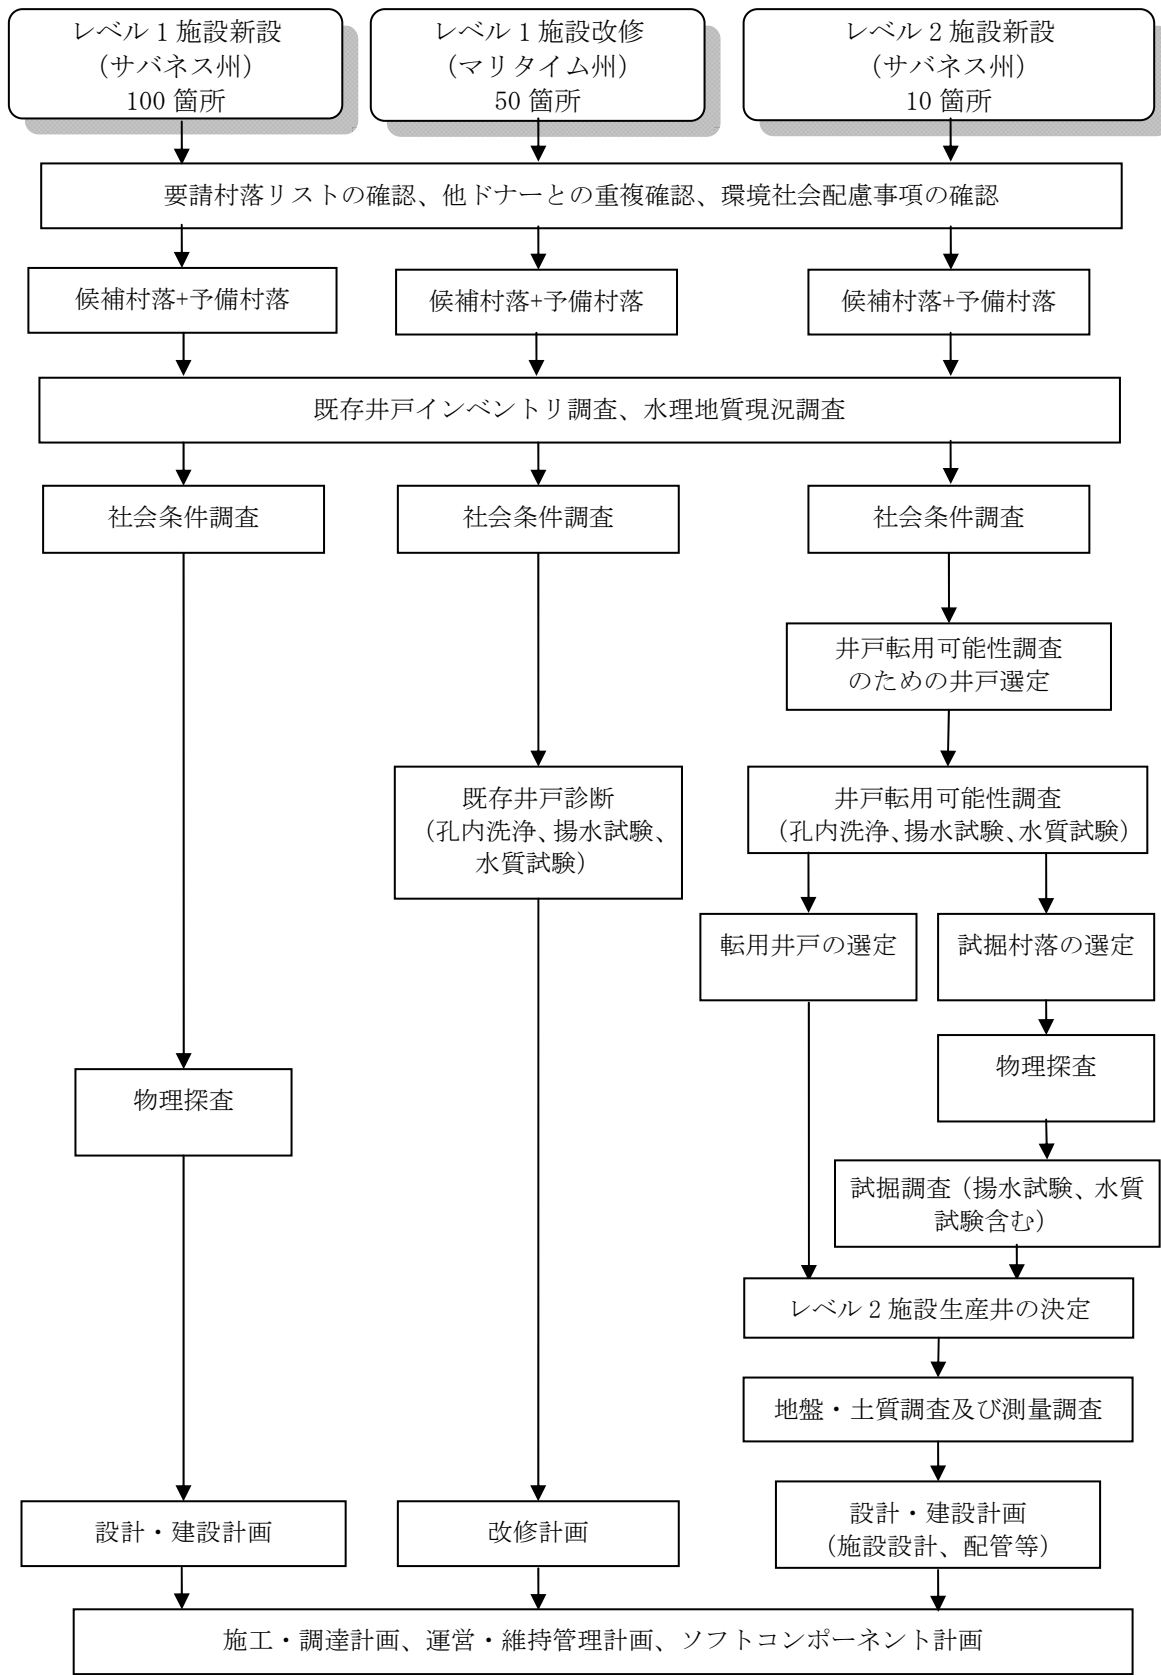 レベル 1 施設新設
（サバネス州）
100 箇所
レベル 1 施設改修
（マリタイム州）
50 箇所
レベル 2 施設新設
（サバネス州）
10 箇所
要請村落リストの確認、他ドナーとの重複確認、環境社会配慮事項の確認
候補村落+予備村落
候補村落+予備村落
候補村落+予備村落
既存井戸インベントリ調査、水理地質現況調査
社会条件調査
社会条件調査
社会条件調査
井戸転用可能性調査
のための井戸選定
既存井戸診断
（孔内洗浄、揚水試験、
水質試験）
井戸転用可能性調査
（孔内洗浄、揚水試験、水質試験）
転用井戸の選定
試掘村落の選定
物理探査
物理探査
試掘調査（揚水試験、水質
試験含む）
レベル 2 施設生産井の決定
地盤・土質調査及び測量調査
設計・建設計画
改修計画
設計・建設計画
（施設設計、配管等）
施工・調達計画、運営・維持管理計画、ソフトコンポーネント計画